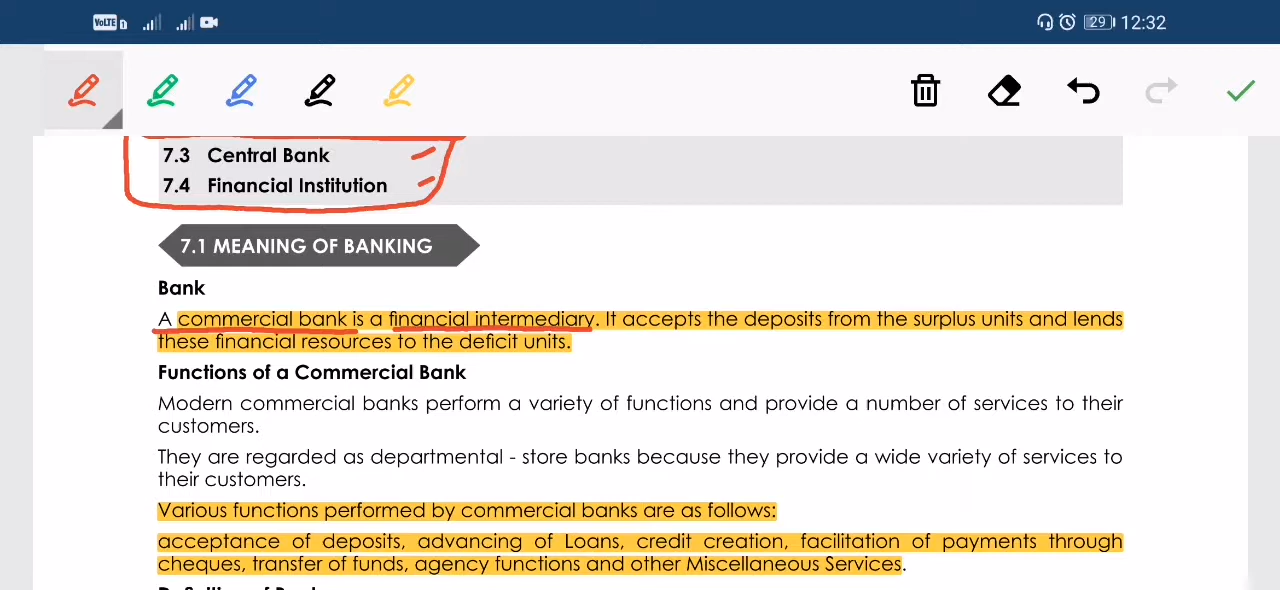 VoLTE 1 29 12:32
7.3 Central Bank
7.4 Financial Institution
7.1 MEANING OF BANKING
Bank
A commercial bank is a financial intermediary. It accepts the deposits from the surplus units and lends
these financial resources to the deficit units.
Functions of a Commercial Bank
Modern commercial banks perform a variety of functions and provide a number of services to their
customers.
They are regarded as departmental - store banks because they provide a wide variety of services to
their customers.
Various functions performed by commercial banks are as follows:
acceptance of deposits, advancing of Loans, credit creation, facilitation of payments through
cheques, transfer of funds, agency functions and other Miscellaneous Services.